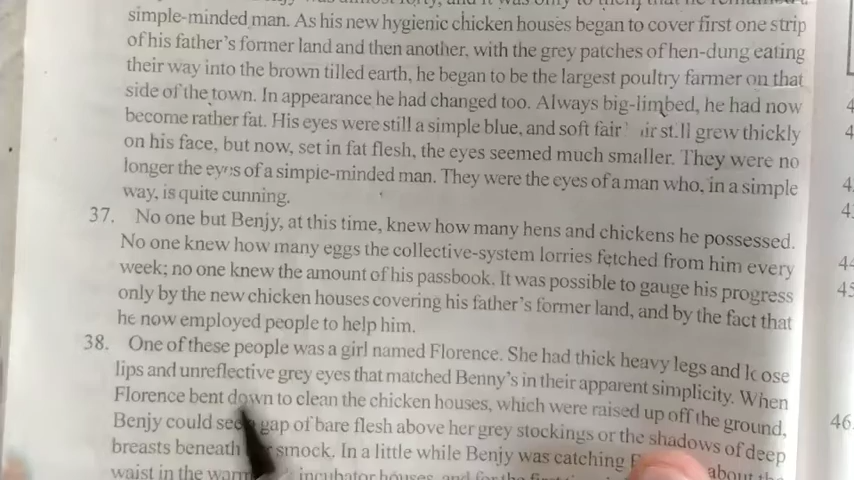 simple-minded man. As his new hygienic chicken houses began to cover first one strip
of his father's former land and then another, with the grey patches of hen-dung eating
their way into the brown tilled earth, he began to be the largest poultry farmer on that
side of the town. In appearance he had changed too. Always big-limbed, he had now
become rather fat. His eyes were still a simple blue, and soft fair st.ll grew thickly
on his face, but now, set in fat flesh, the eyes seemed much smaller. They were no
longer the eyes of a simple-minded man. They were the eyes of a man who, in a simple
way, is quite cunning.
37. No one but Benjy, at this time, knew how many hens and chickens he possessed.
No one knew how many eggs the collective-system lorries fetched from him every
week; no one knew the amount of his passbook. It was possible to gauge his progress
only by the new chicken houses covering his father's former land, and by the fact that
he now employed people to help him.
38. One of these people was a girl named Florence. She had thick heavy legs and loose
lips and unreflective grey eyes that matched Benny's in their apparent simplicity. When
Florence bent down to clean the chicken houses, which were raised up off the ground,
Benjy could see gap of bare flesh above her grey stockings or the shadows of deep
breasts beneath smock. In a little while Benjy was catching about the
waist in the incubator houses, and for the
4
4
4
4
44
45
46.